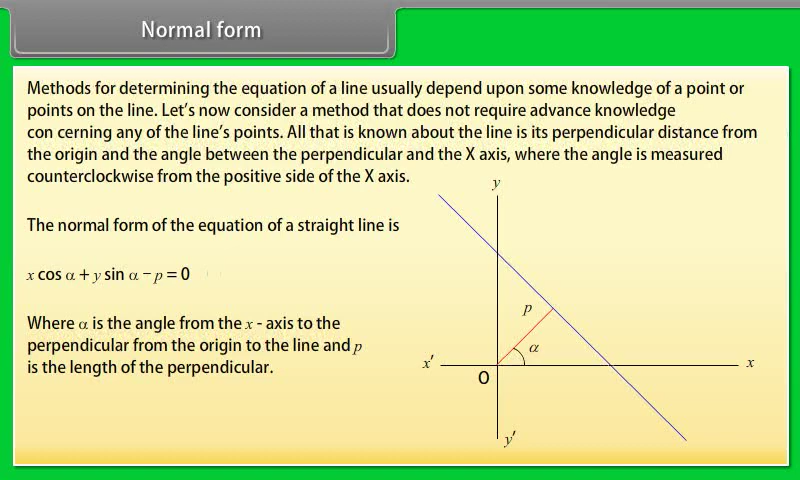 Normal form
Methods for determining the equation of a line usually depend upon some knowledge of a point or
points on the line. Let's now consider a method that does not require advance knowledge
con cerning any of the line's points. All that is known about the line is its perpendicular distance from
the origin and the angle between the perpendicular and the X axis, where the angle is measured
counterclockwise from the positive side of the X axis.
The normal form of the equation of a straight line is
x cos α + y sin α − p = 0
Where α is the angle from the x - axis to the
perpendicular from the origin to the line and p
is the length of the perpendicular.
y
p
α
x′
x
O
y′